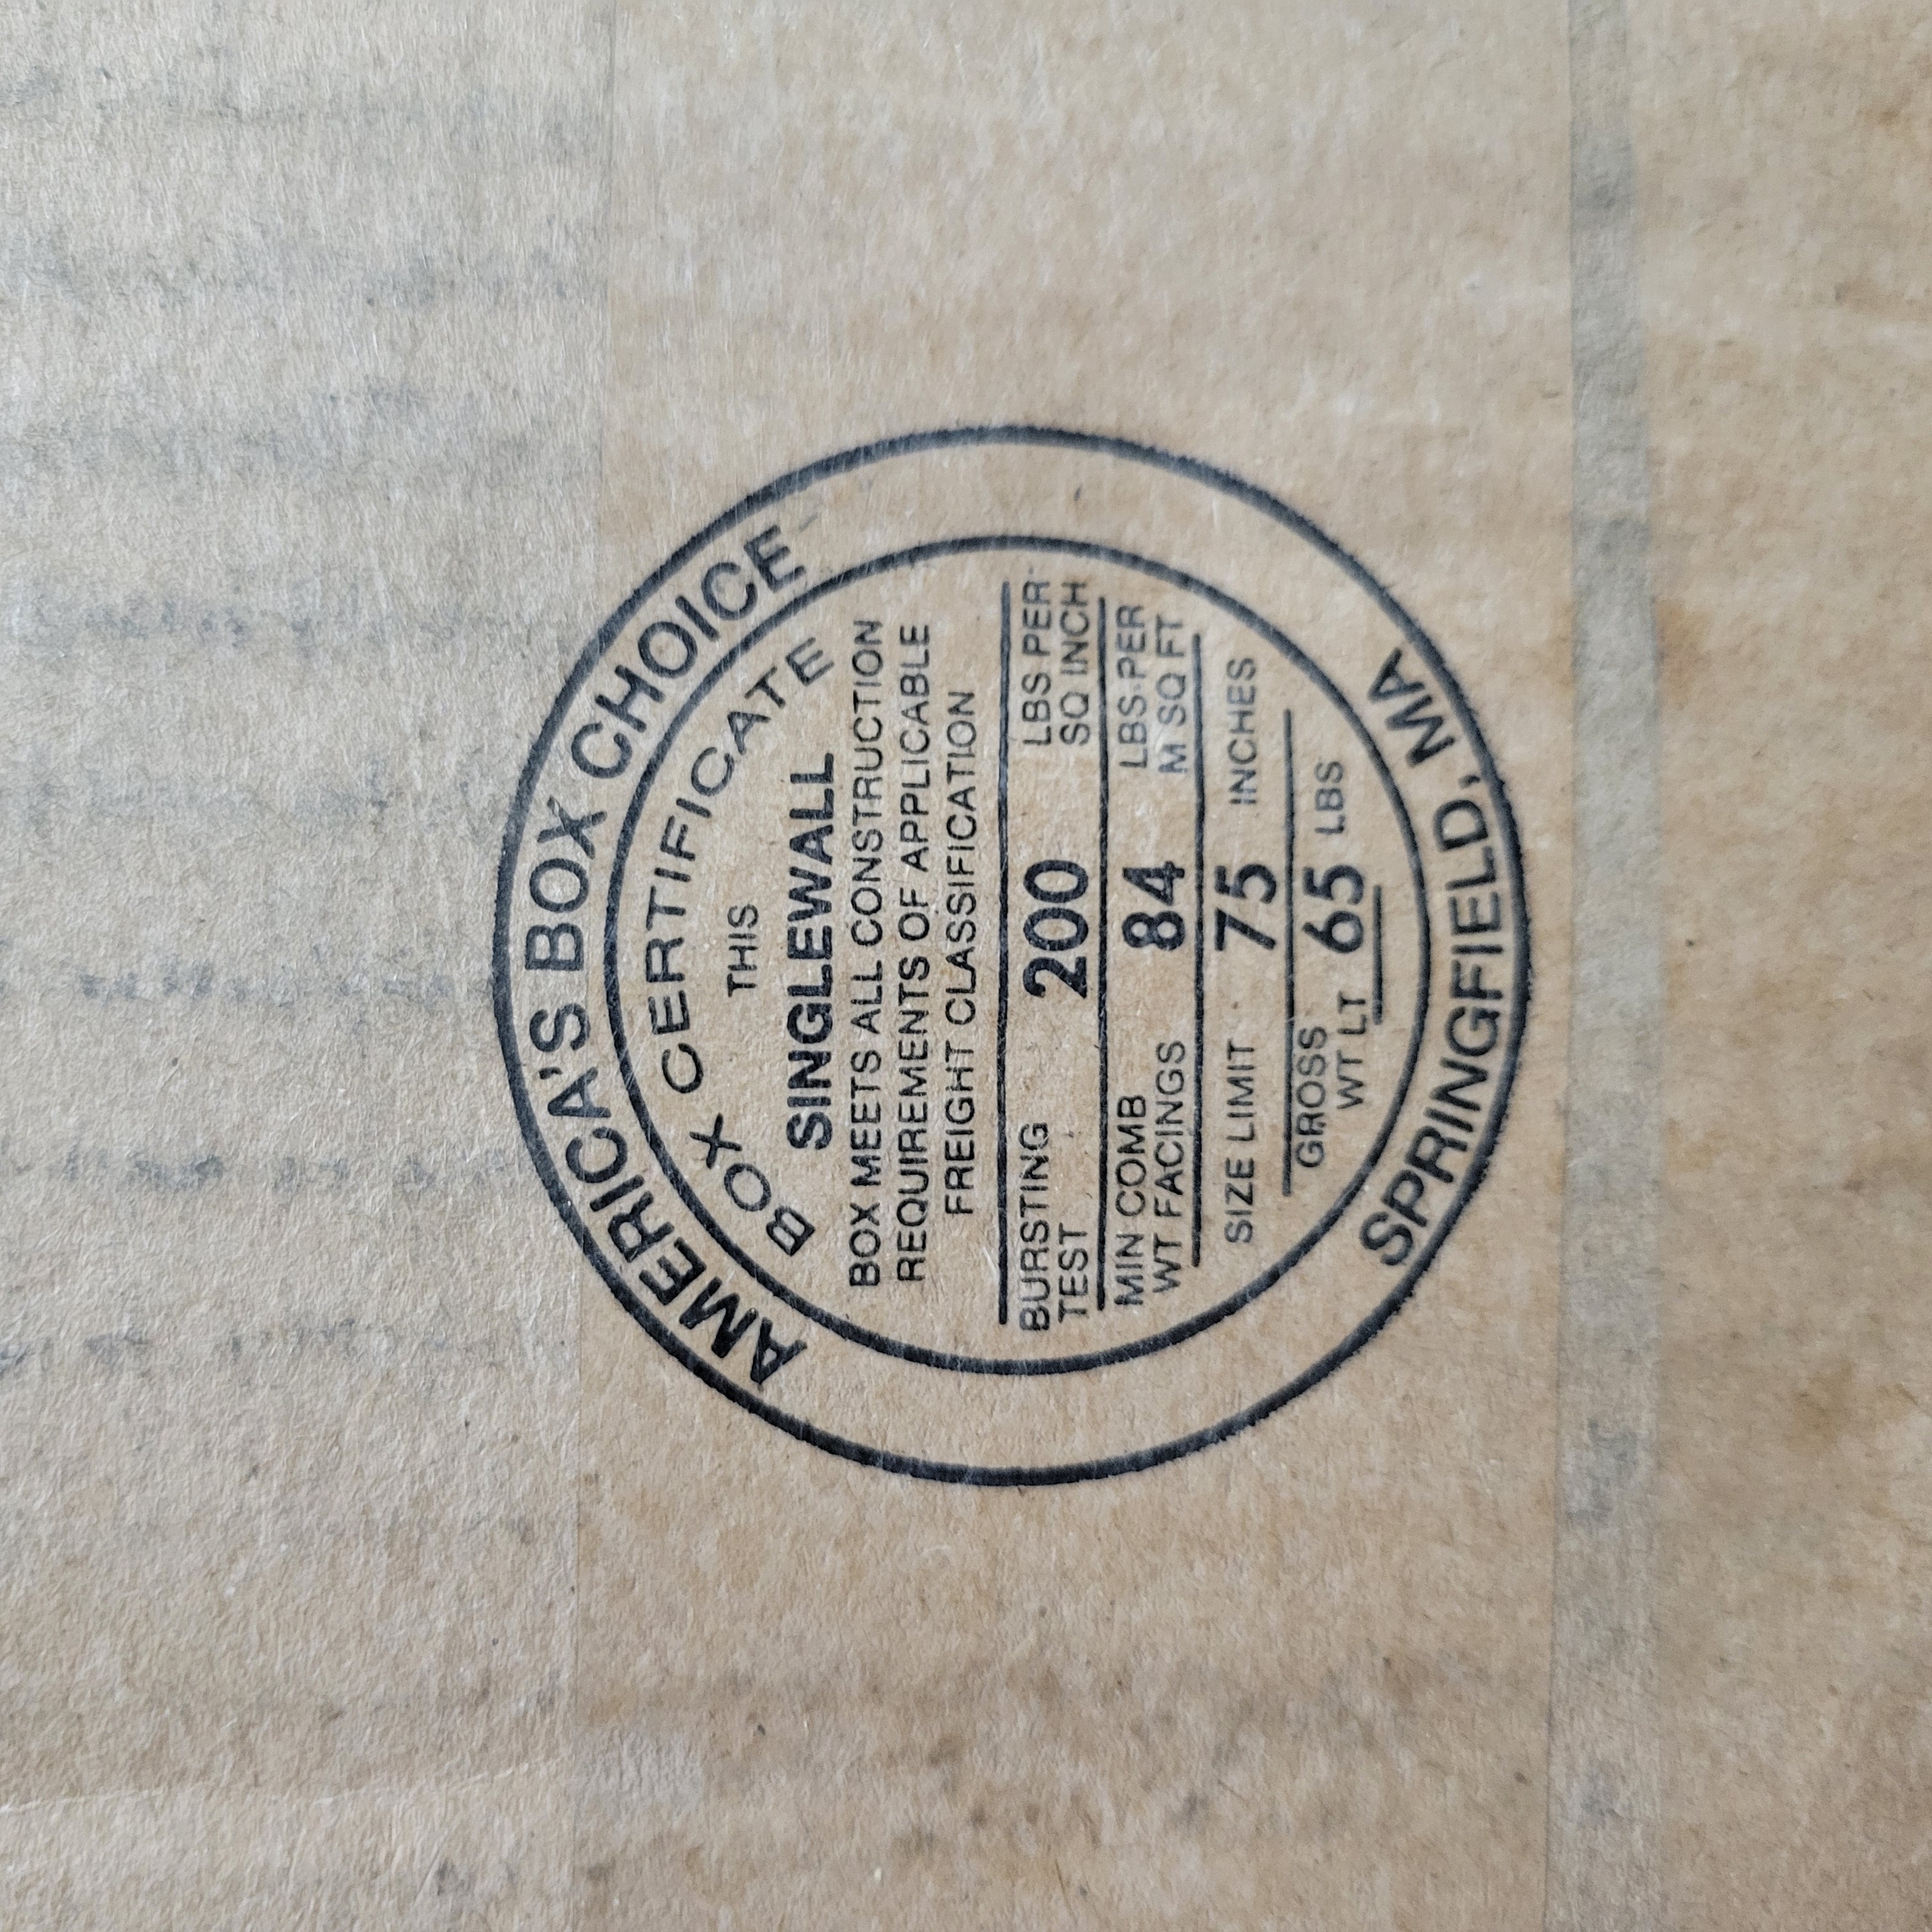 AMERICA'S BOX CHOICE
BOX CERTIFICATE
THIS
SINGLEWALL
BOX MEETS ALL CONSTRUCTION
REQUIREMENTS OF APPLICABLE
FREIGHT CLASSIFICATION
BURSTING TEST 200 LBS PER SQ INCH
MIN COMB WT FACINGS 84 LBS PER M SQ FT
SIZE LIMIT 75 INCHES
GROSS WT LT 65 LBS
SPRINGFIELD, MA